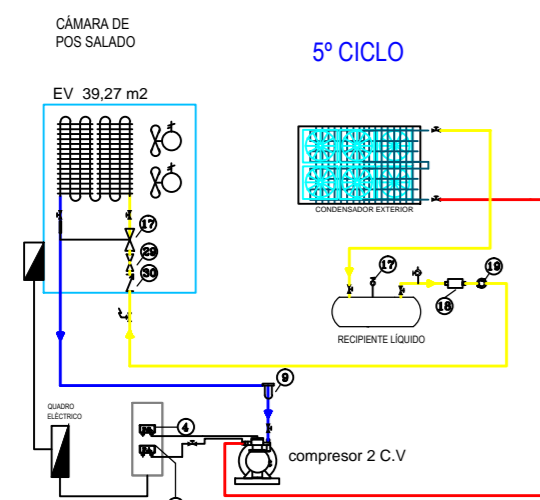 CÁMARA DE
POS SALADO
5º CICLO
EV 39,27 m2
CONDENSADOR EXTERIOR
17
17
19
29
18
30
RECIPIENTE LÍQUIDO
9
QUADRO
ELÉCTRICO
4
compresor 2 C.V